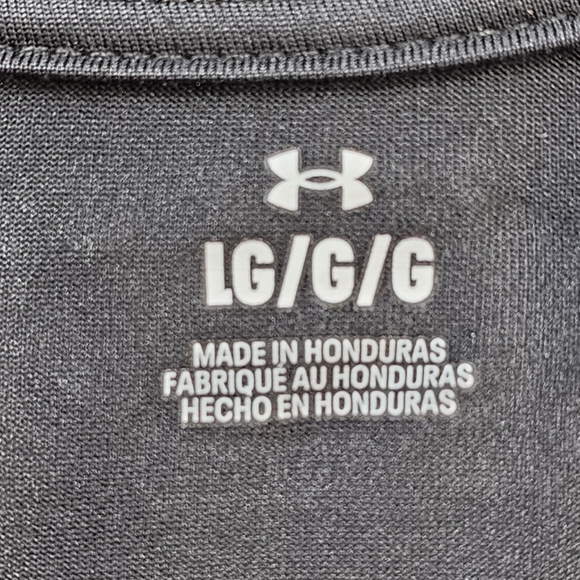 LG/G/G
MADE IN HONDURAS
FABRIQUÉ AU HONDURAS
HECHO EN HONDURAS